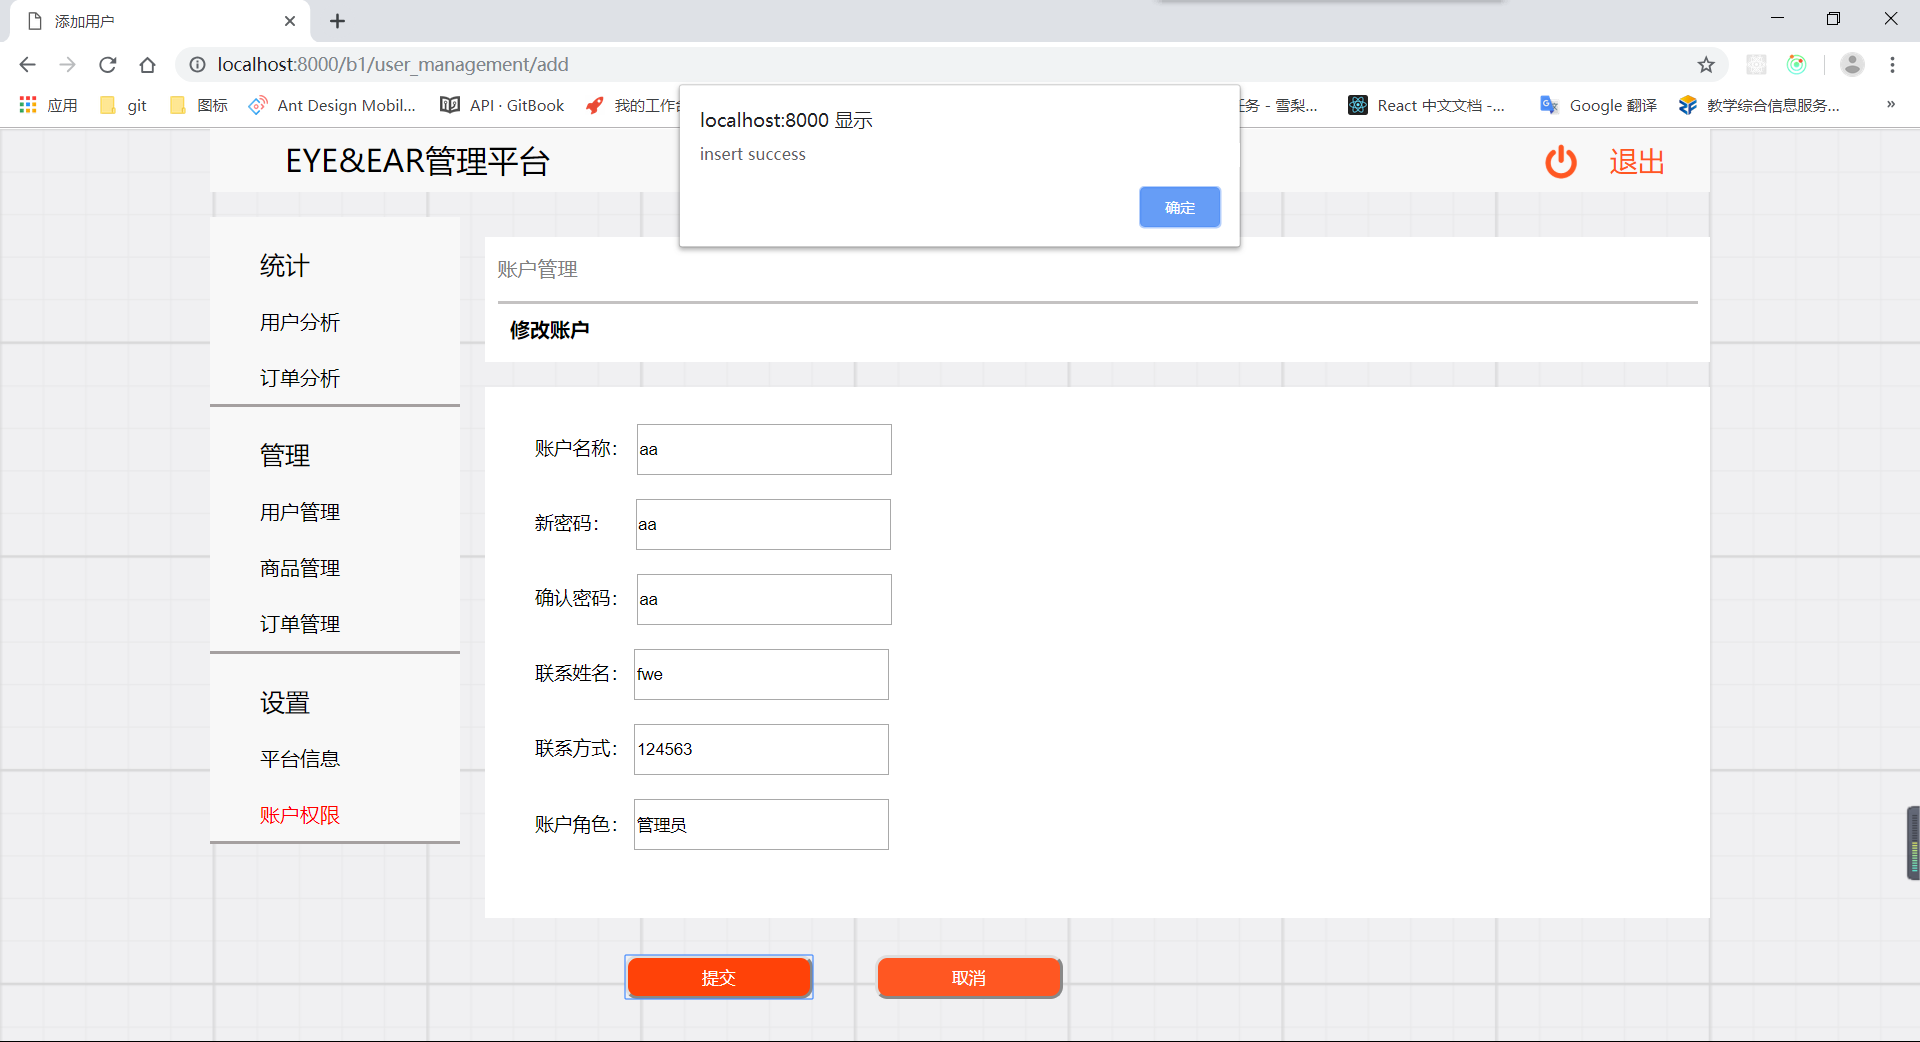 添加用户
localhost:8000/b1/user_management/add
应用 git 图标 Ant Design Mobil... API · GitBook 我的工作 任务 - 雪梨... React 中文文档 -... Google 翻译 教学综合信息服务... »
localhost:8000 显示
insert success
确定
EYE&EAR管理平台
退出
统计
用户分析
订单分析
管理
用户管理
商品管理
订单管理
设置
平台信息
账户权限
账户管理
修改账户
账户名称： aa
新密码： aa
确认密码： aa
联系姓名： fwe
联系方式： 124563
账户角色： 管理员
提交 取消